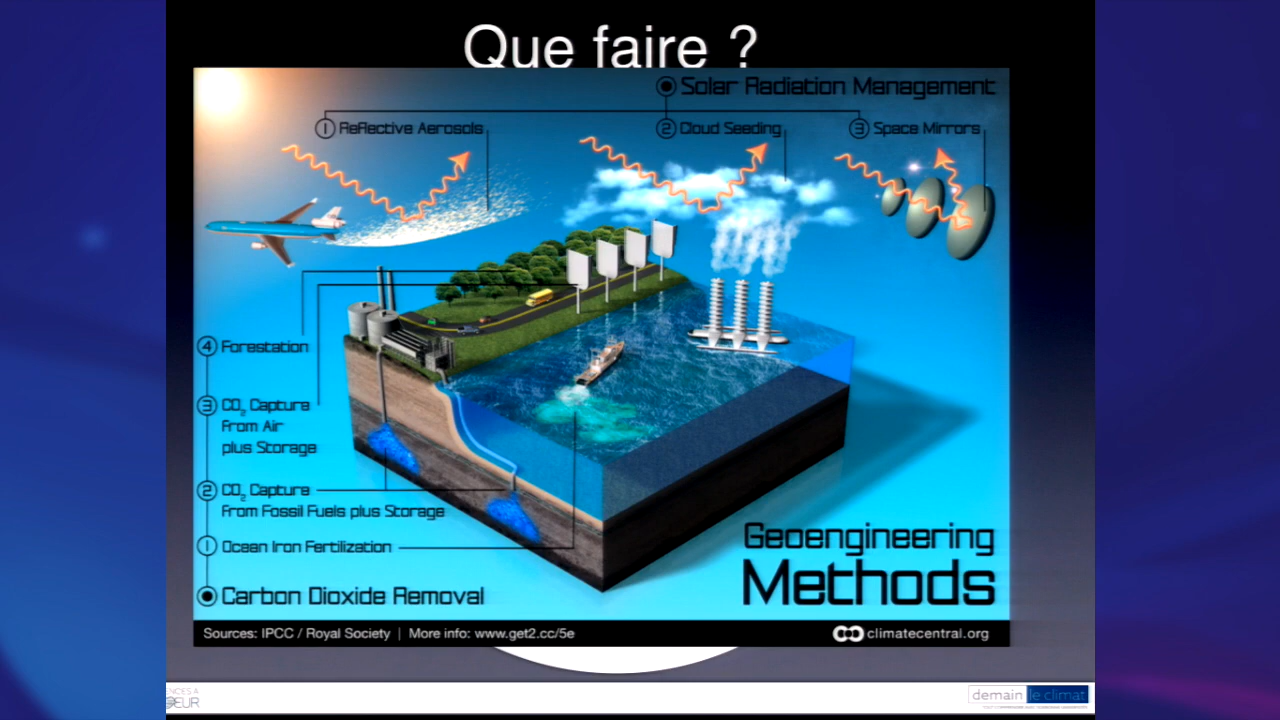 Que faire ?
Solar Radiation Management
1 Reflective Aerosols
2 Cloud Seeding
3 Space Mirrors
4 Forestation
3 CO₂ Capture
From Air
plus Storage
2 CO₂ Capture
From Fossil Fuels plus Storage
1 Ocean Iron Fertilization
Carbon Dioxide Removal
Geoengineering
Methods
Sources: IPCC / Royal Society | More info: www.get2.cc/5e
climatecentral.org
demain le climat